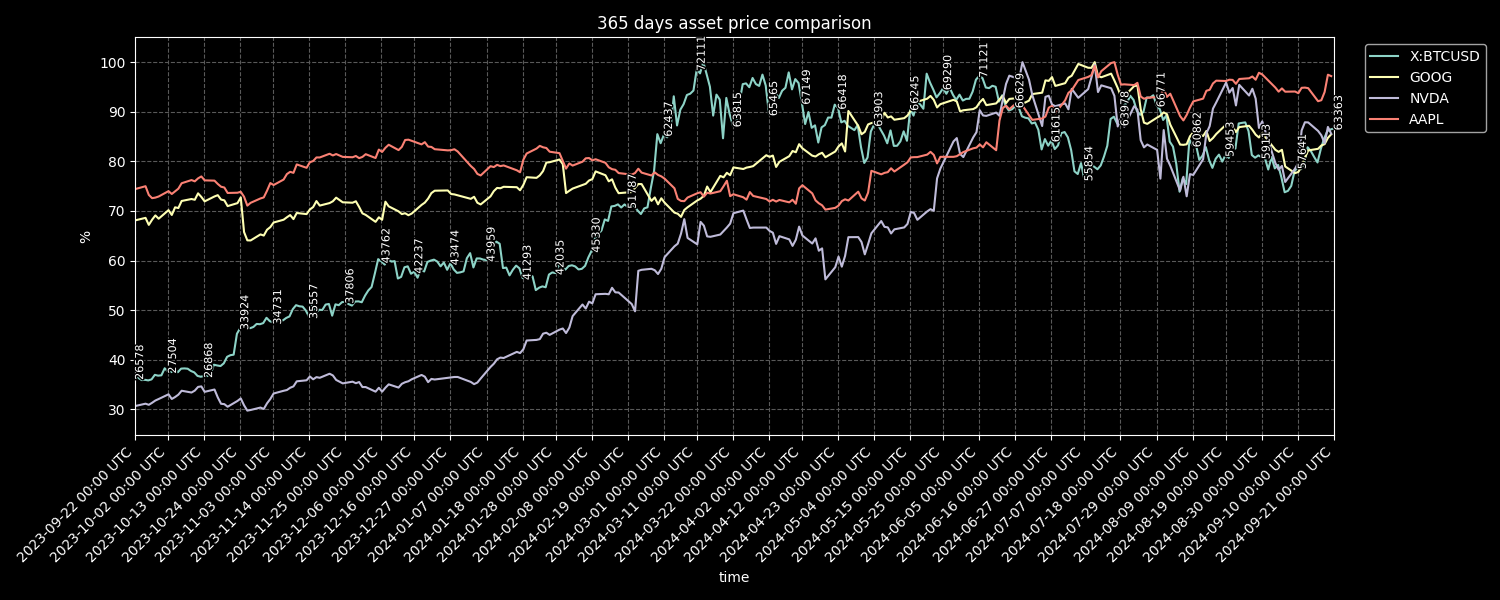 365 days asset price comparison
X:BTCUSD
GOOG
NVDA
AAPL
%
100
90
80
70
60
50
40
30
26578
27504
26868
33924
34731
35557
37806
43762
42237
43474
43959
41293
42035
45330
51787
62437
72111
63815
65465
67149
66418
63903
66245
69290
71121
66629
61615
55854
63978
66771
60862
59453
59113
57641
63363
2023-09-22 00:00 UTC
2023-10-02 00:00 UTC
2023-10-13 00:00 UTC
2023-10-24 00:00 UTC
2023-11-03 00:00 UTC
2023-11-14 00:00 UTC
2023-11-25 00:00 UTC
2023-12-06 00:00 UTC
2023-12-16 00:00 UTC
2023-12-27 00:00 UTC
2024-01-07 00:00 UTC
2024-01-18 00:00 UTC
2024-01-28 00:00 UTC
2024-02-08 00:00 UTC
2024-02-19 00:00 UTC
2024-03-01 00:00 UTC
2024-03-11 00:00 UTC
2024-03-22 00:00 UTC
2024-04-02 00:00 UTC
2024-04-12 00:00 UTC
2024-04-23 00:00 UTC
2024-05-04 00:00 UTC
2024-05-15 00:00 UTC
2024-05-25 00:00 UTC
2024-06-05 00:00 UTC
2024-06-16 00:00 UTC
2024-06-27 00:00 UTC
2024-07-07 00:00 UTC
2024-07-18 00:00 UTC
2024-07-29 00:00 UTC
2024-08-09 00:00 UTC
2024-08-19 00:00 UTC
2024-08-30 00:00 UTC
2024-09-10 00:00 UTC
2024-09-21 00:00 UTC
time